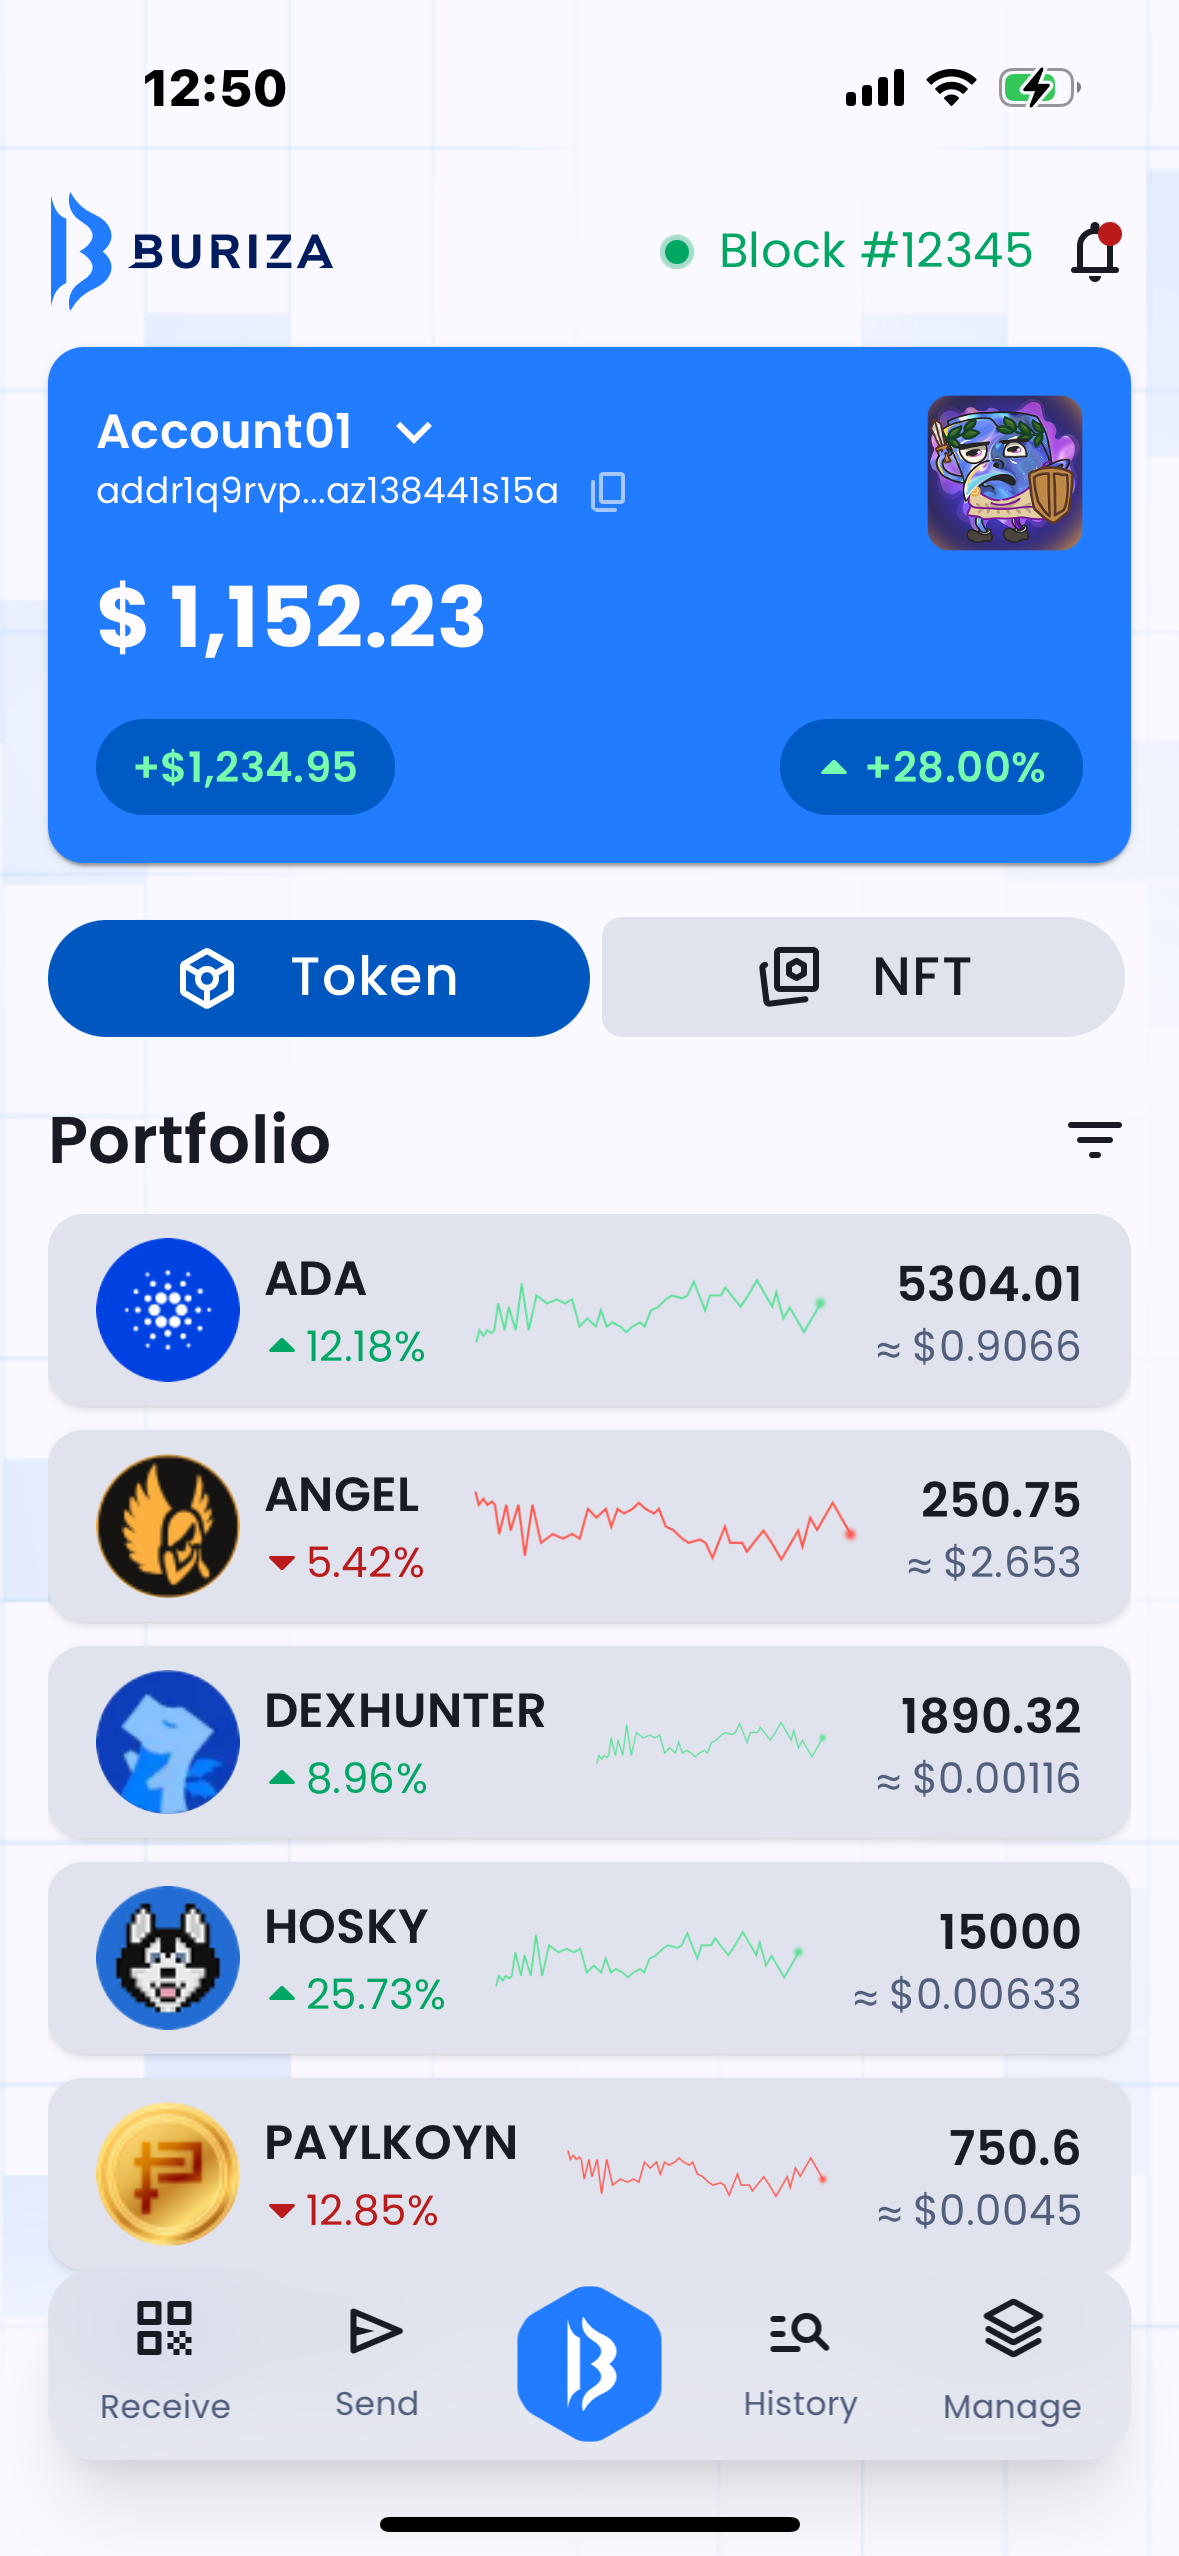 12:50
BURIZA
Block #12345
Account01
addr1q9rvp...az138441s15a
$ 1,152.23
+$1,234.95
+28.00%
Token
NFT
Portfolio
ADA
5304.01
12.18%
≈ $0.9066
ANGEL
250.75
5.42%
≈ $2.653
DEXHUNTER
1890.32
8.96%
≈ $0.00116
HOSKY
15000
25.73%
≈ $0.00633
PAYLKOYN
750.6
12.85%
≈ $0.0045
Receive
Send
History
Manage